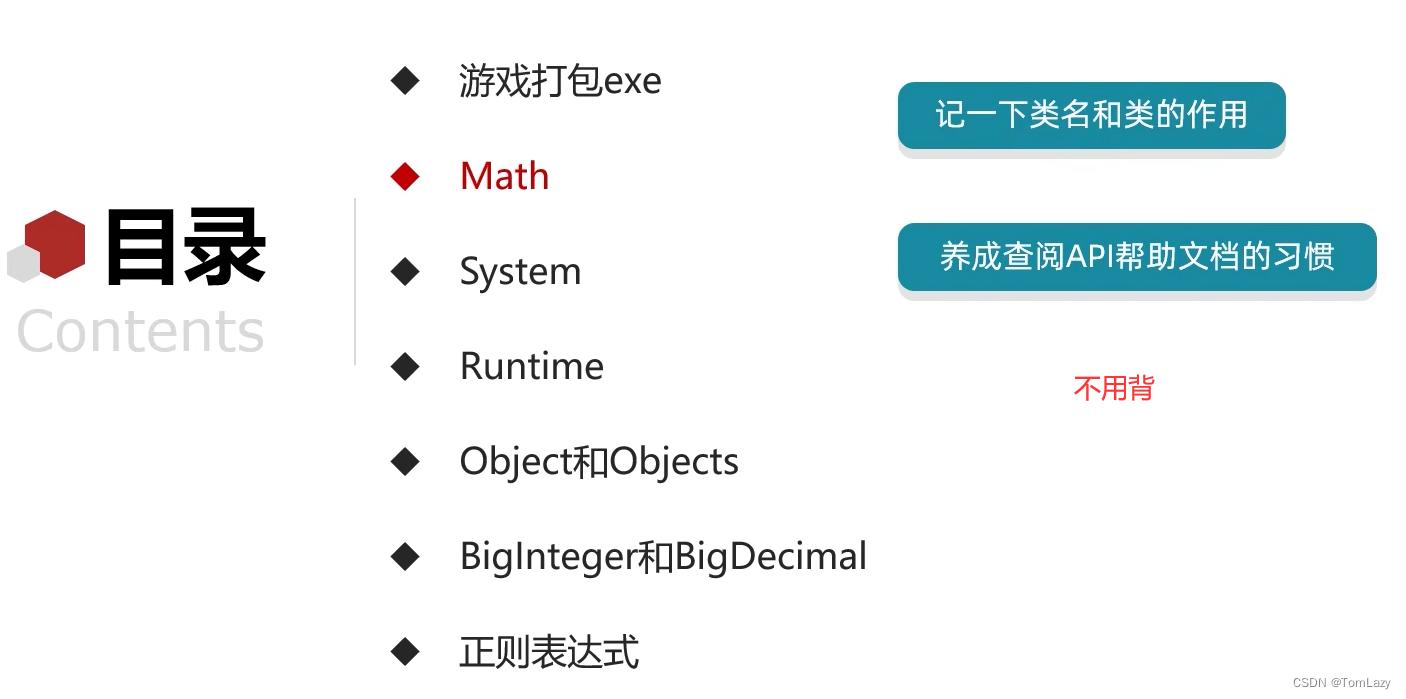 目录
Contents
游戏打包exe
Math
System
Runtime
Object和Objects
BigInteger和BigDecimal
正则表达式
记一下类名和类的作用
养成查阅API帮助文档的习惯
不用背
CSDN @TomLazy